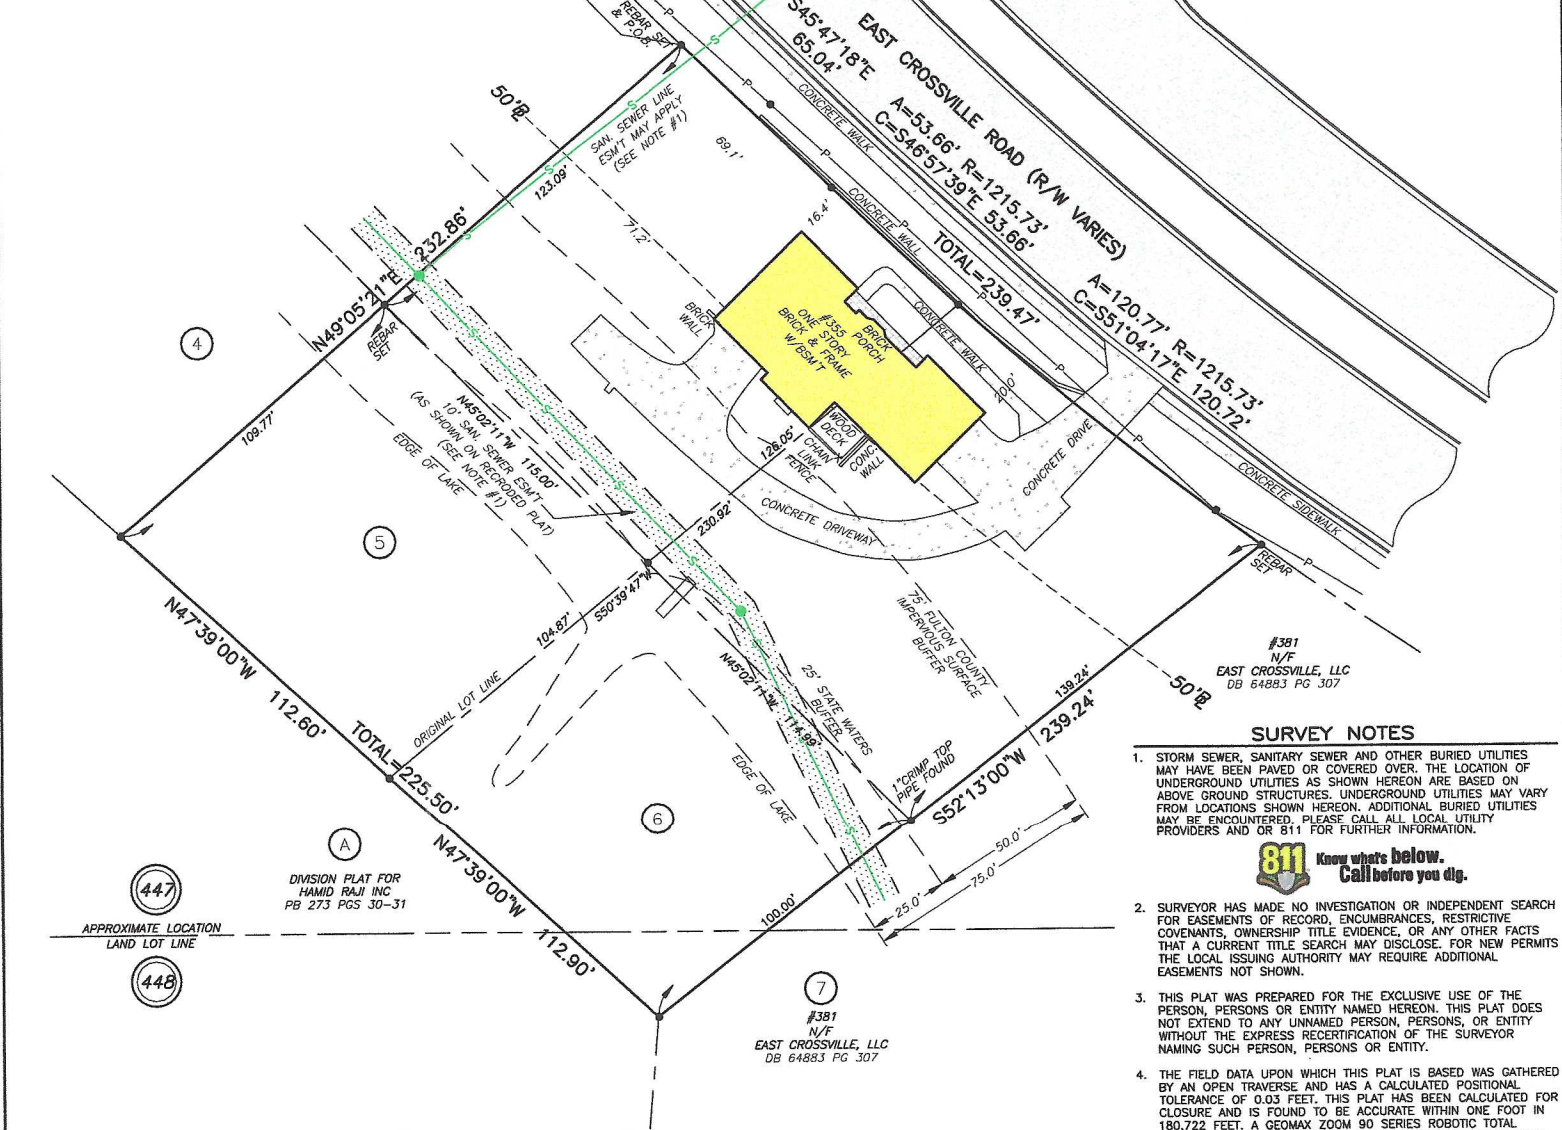 REBAR SET
& P.O.B.
S45°47'18"E
65.04'
EAST CROSSVILLE ROAD (R/W VARIES)
A=53.66' R=1215.73'
C=S46°57'39"E 53.66'
A=120.77' R=1215.73'
C=S51°04'17"E 120.72'
TOTAL=239.47'
P
P
P
P
P
P
P
P
CONCRETE WALK
CONCRETE WALL
CONCRETE WALK
CONCRETE SIDEWALK
50' BL
SAN. SEWER LINE
ESM'T MAY APPLY
(SEE NOTE #1)
S
S
S
S
S
S
S
S
S
S
S
69.1'
71.2'
16.4'
20.0'
123.09'
232.86'
N49°05'21"E
REBAR
SET
109.77'
BRICK
WALL
#355
ONE STORY
BRICK & FRAME
W/BSM'T
BRICK
PORCH
WOOD
DECK
CHAIN
LINK
FENCE
CONC.
WALL
126.05'
CONCRETE DRIVE
CONCRETE DRIVEWAY
4
N45°02'11"W 115.00'
10' SAN. SEWER ESM'T
(AS SHOWN ON RECRODED PLAT)
(SEE NOTE #1)
EDGE OF LAKE
5
230.92'
S50°39'47"W
104.87'
ORIGINAL LOT LINE
N47°39'00"W
112.60'
TOTAL=225.50'
N47°39'00"W
112.90'
N45°02'11"W 114.99'
25' STATE WATERS
BUFFER
75' FULTON COUNTY
IMPERVIOUS SURFACE
BUFFER
EDGE OF LAKE
6
1"CRIMP TOP
PIPE FOUND
REBAR
SET
139.24'
S52°13'00"W 239.24'
50' BL
100.00'
25.0'
50.0'
75.0'
#381
N/F
EAST CROSSVILLE, LLC
DB 64883 PG 307
A
DIVISION PLAT FOR
HAMID RAJI INC
PB 273 PGS 30-31
447
APPROXIMATE LOCATION
LAND LOT LINE
448
7
#381
N/F
EAST CROSSVILLE, LLC
DB 64883 PG 307
SURVEY NOTES
1. STORM SEWER, SANITARY SEWER AND OTHER BURIED UTILITIES
MAY HAVE BEEN PAVED OR COVERED OVER. THE LOCATION OF
UNDERGROUND UTILITIES AS SHOWN HEREON ARE BASED ON
ABOVE GROUND STRUCTURES. UNDERGROUND UTILITIES MAY VARY
FROM LOCATIONS SHOWN HEREON. ADDITIONAL BURIED UTILITIES
MAY BE ENCOUNTERED. PLEASE CALL ALL LOCAL UTILITY
PROVIDERS AND OR 811 FOR FURTHER INFORMATION.
811 Know what's below.
Call before you dig.
2. SURVEYOR HAS MADE NO INVESTIGATION OR INDEPENDENT SEARCH
FOR EASEMENTS OF RECORD, ENCUMBRANCES, RESTRICTIVE
COVENANTS, OWNERSHIP TITLE EVIDENCE, OR ANY OTHER FACTS
THAT A CURRENT TITLE SEARCH MAY DISCLOSE. FOR NEW PERMITS
THE LOCAL ISSUING AUTHORITY MAY REQUIRE ADDITIONAL
EASEMENTS NOT SHOWN.
3. THIS PLAT WAS PREPARED FOR THE EXCLUSIVE USE OF THE
PERSON, PERSONS OR ENTITY NAMED HEREON. THIS PLAT DOES
NOT EXTEND TO ANY UNNAMED PERSON, PERSONS, OR ENTITY
WITHOUT THE EXPRESS RECERTIFICATION OF THE SURVEYOR
NAMING SUCH PERSON, PERSONS OR ENTITY.
4. THE FIELD DATA UPON WHICH THIS PLAT IS BASED WAS GATHERED
BY AN OPEN TRAVERSE AND HAS A CALCULATED POSITIONAL
TOLERANCE OF 0.03 FEET. THIS PLAT HAS BEEN CALCULATED FOR
CLOSURE AND IS FOUND TO BE ACCURATE WITHIN ONE FOOT IN
180,722 FEET. A GEOMAX ZOOM 90 SERIES ROBOTIC TOTAL